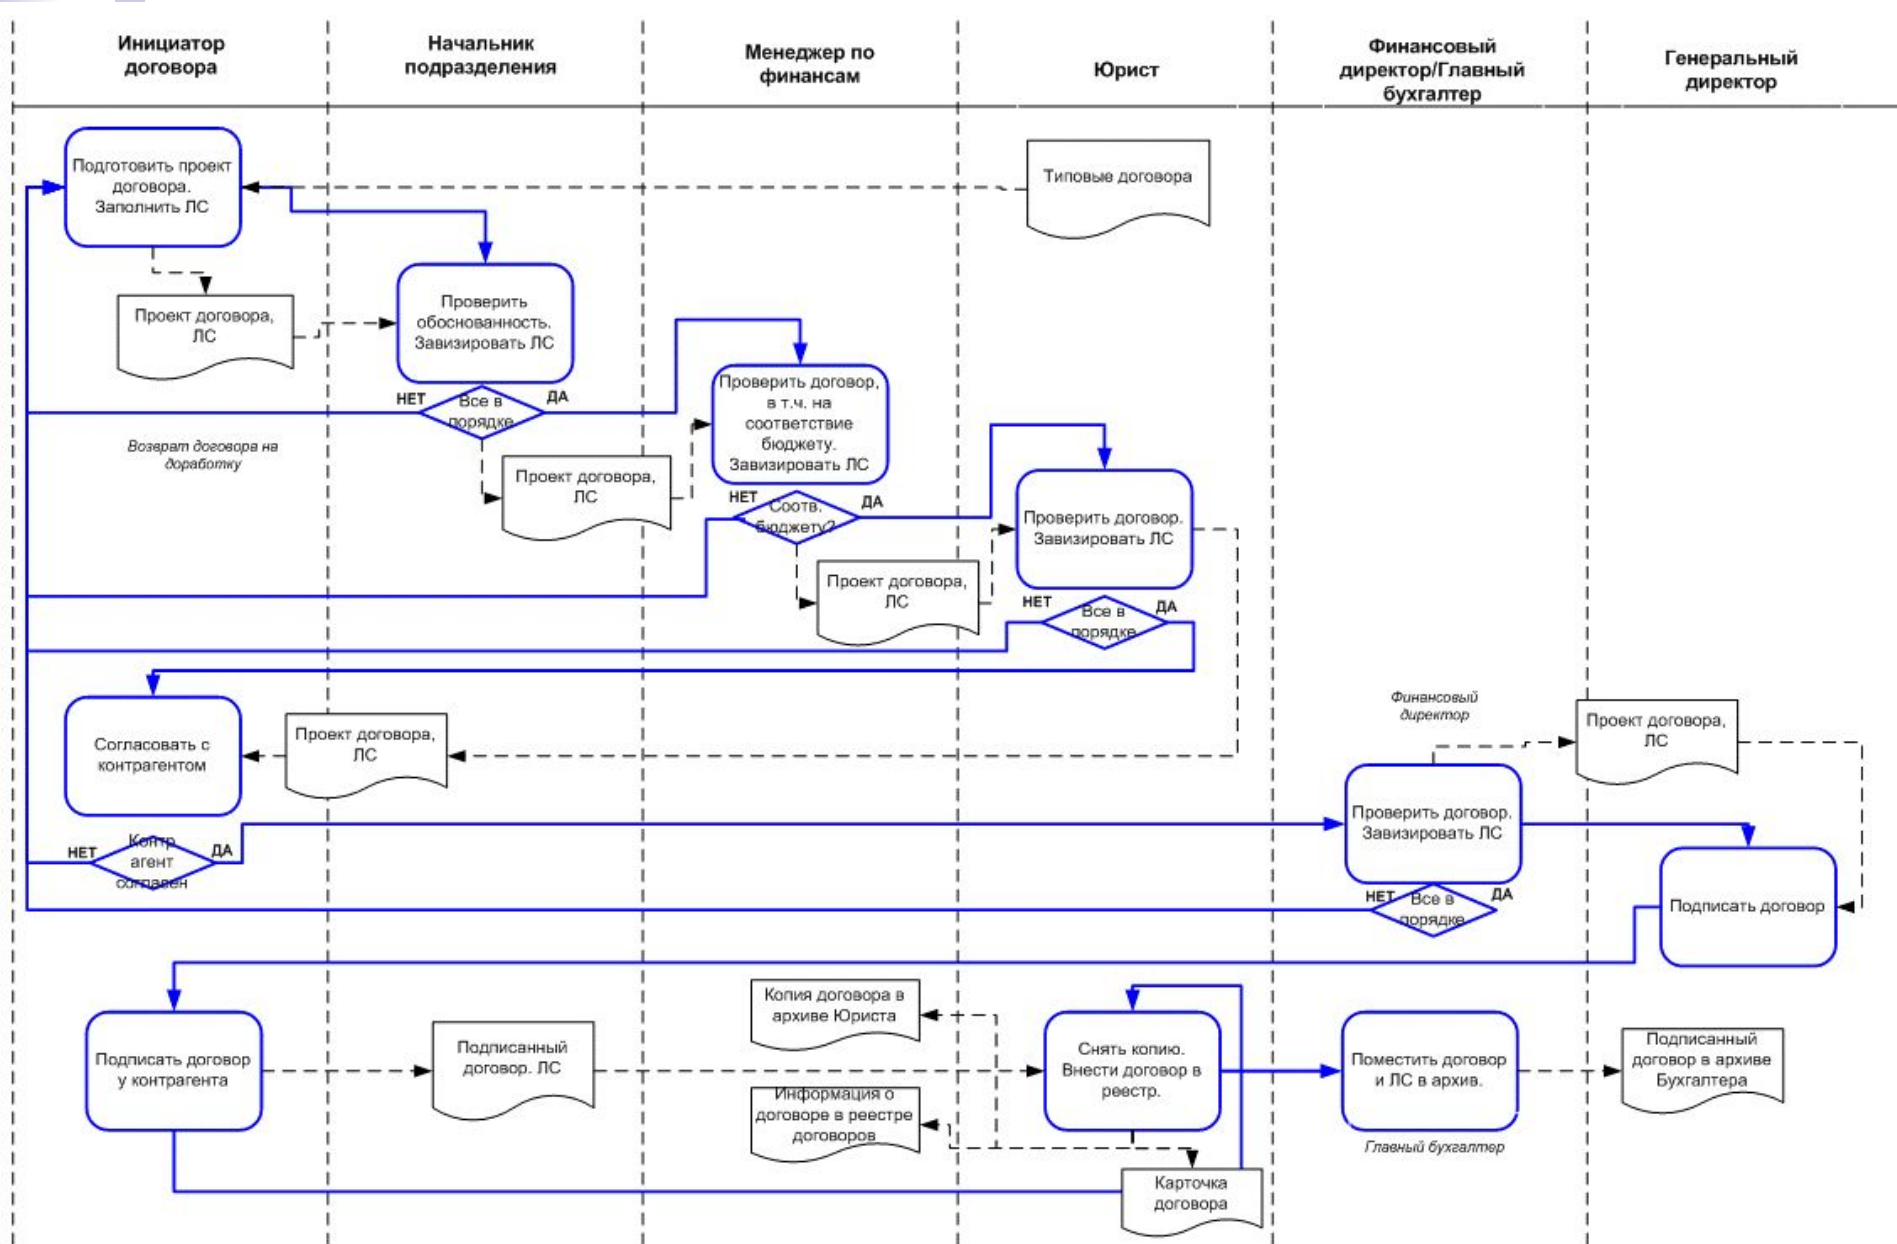 Инициатор
договора
Начальник
подразделения
Менеджер по
финансам
Юрист
Финансовый
директор/Главный
бухгалтер
Генеральный
директор
Подготовить проект
договора.
Заполнить ЛС
Типовые договора
Проект договора,
ЛС
Проверить
обоснованность.
Завизировать ЛС
НЕТ
Все в
порядке
ДА
Возврат договора на
доработку
Проект договора,
ЛС
Проверить договор,
в т.ч. на
соответствие
бюджету.
Завизировать ЛС
НЕТ
Соотв.
бюджету?
ДА
Проект договора,
ЛС
Проверить договор.
Завизировать ЛС
НЕТ
Все в
порядке
ДА
Согласовать с
контрагентом
Проект договора,
ЛС
НЕТ
Контр
агент
согласен
ДА
Финансовый
директор
Проект договора,
ЛС
Проверить договор.
Завизировать ЛС
НЕТ
Все в
порядке
ДА
Подписать договор
Подписать договор
у контрагента
Подписанный
договор. ЛС
Копия договора в
архиве Юриста
Информация о
договоре в реестре
договоров
Снять копию.
Внести договор в
реестр.
Карточка
договора
Поместить договор
и ЛС в архив.
Главный бухгалтер
Подписанный
договор в архиве
Бухгалтера